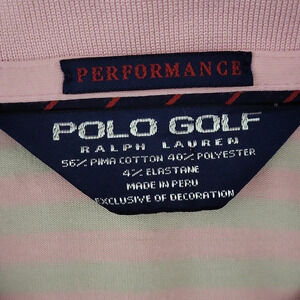 PERFORMANCE
POLO GOLF
RALPH LAUREN
56% PIMA COTTON 40% POLYESTER
4% ELASTANE
MADE IN PERU
EXCLUSIVE OF DECORATION